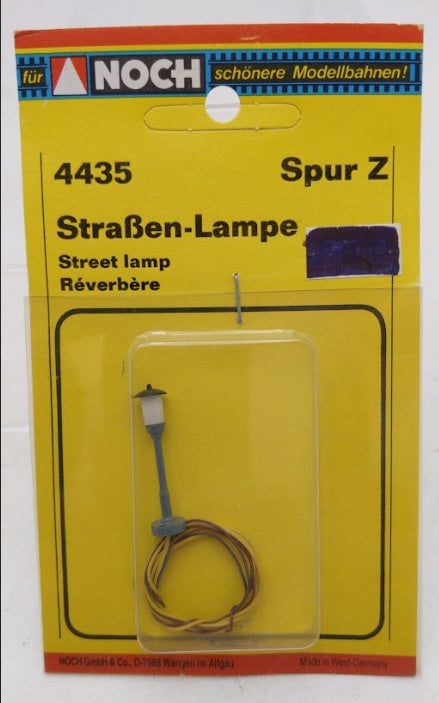 für NOCH schönere Modellbahnen!
4435 Spur Z
Straßen-Lampe
Street lamp
Réverbère
NOCH GmbH & Co., D-7988 Wangen im Allgäu Made in West-Germany